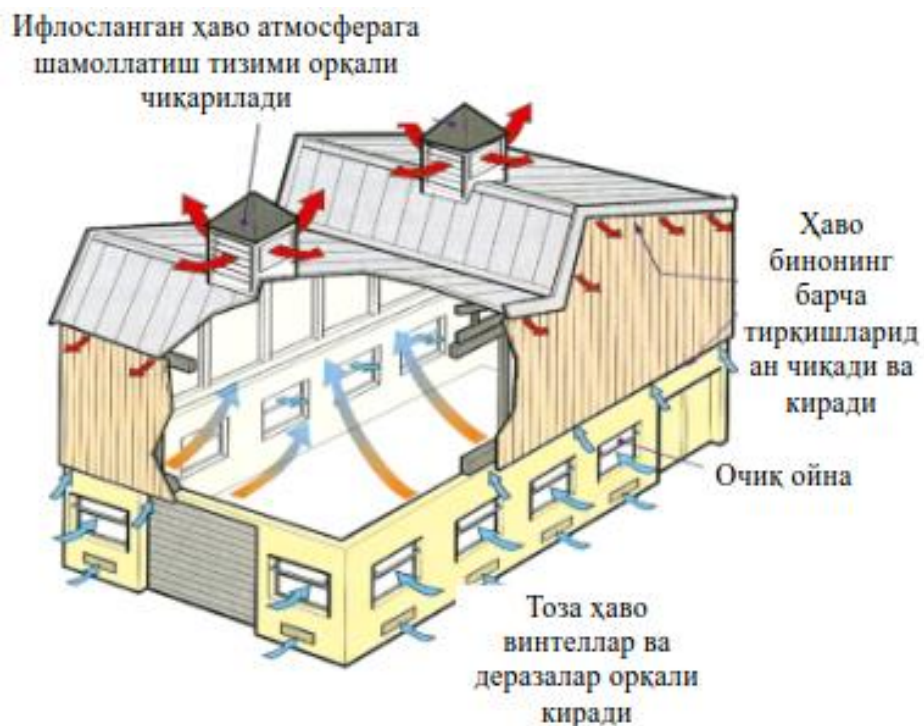 Ифлосланган ҳаво атмосферага
шамоллатиш тизими орқали
чиқарилади
Ҳаво
бинонинг
барча
тирқишларид
ан чиқади ва
киради
Очиқ ойна
Тоза ҳаво
винтеллар ва
деразалар орқали
киради